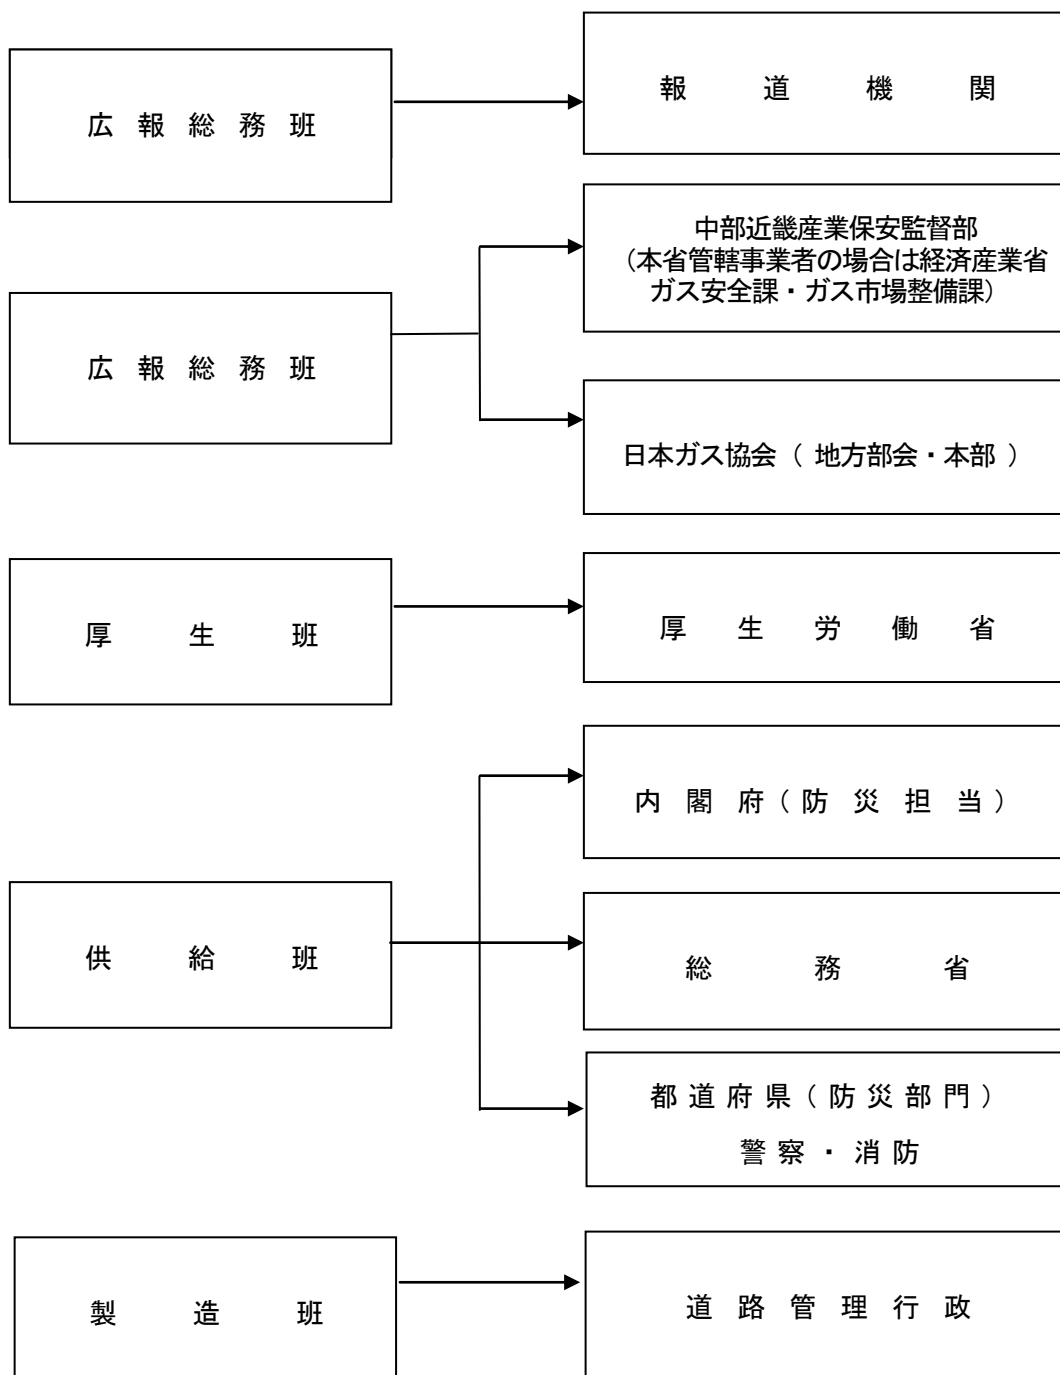 広報総務班
報道機関
広報総務班
中部近畿産業保安監督部
（本省管轄事業者の場合は経済産業省
ガス安全課・ガス市場整備課）
日本ガス協会（地方部会・本部）
厚生班
厚生労働省
供給班
内閣府（防災担当）
総務省
都道府県（防災部門）
警察・消防
製造班
道路管理行政